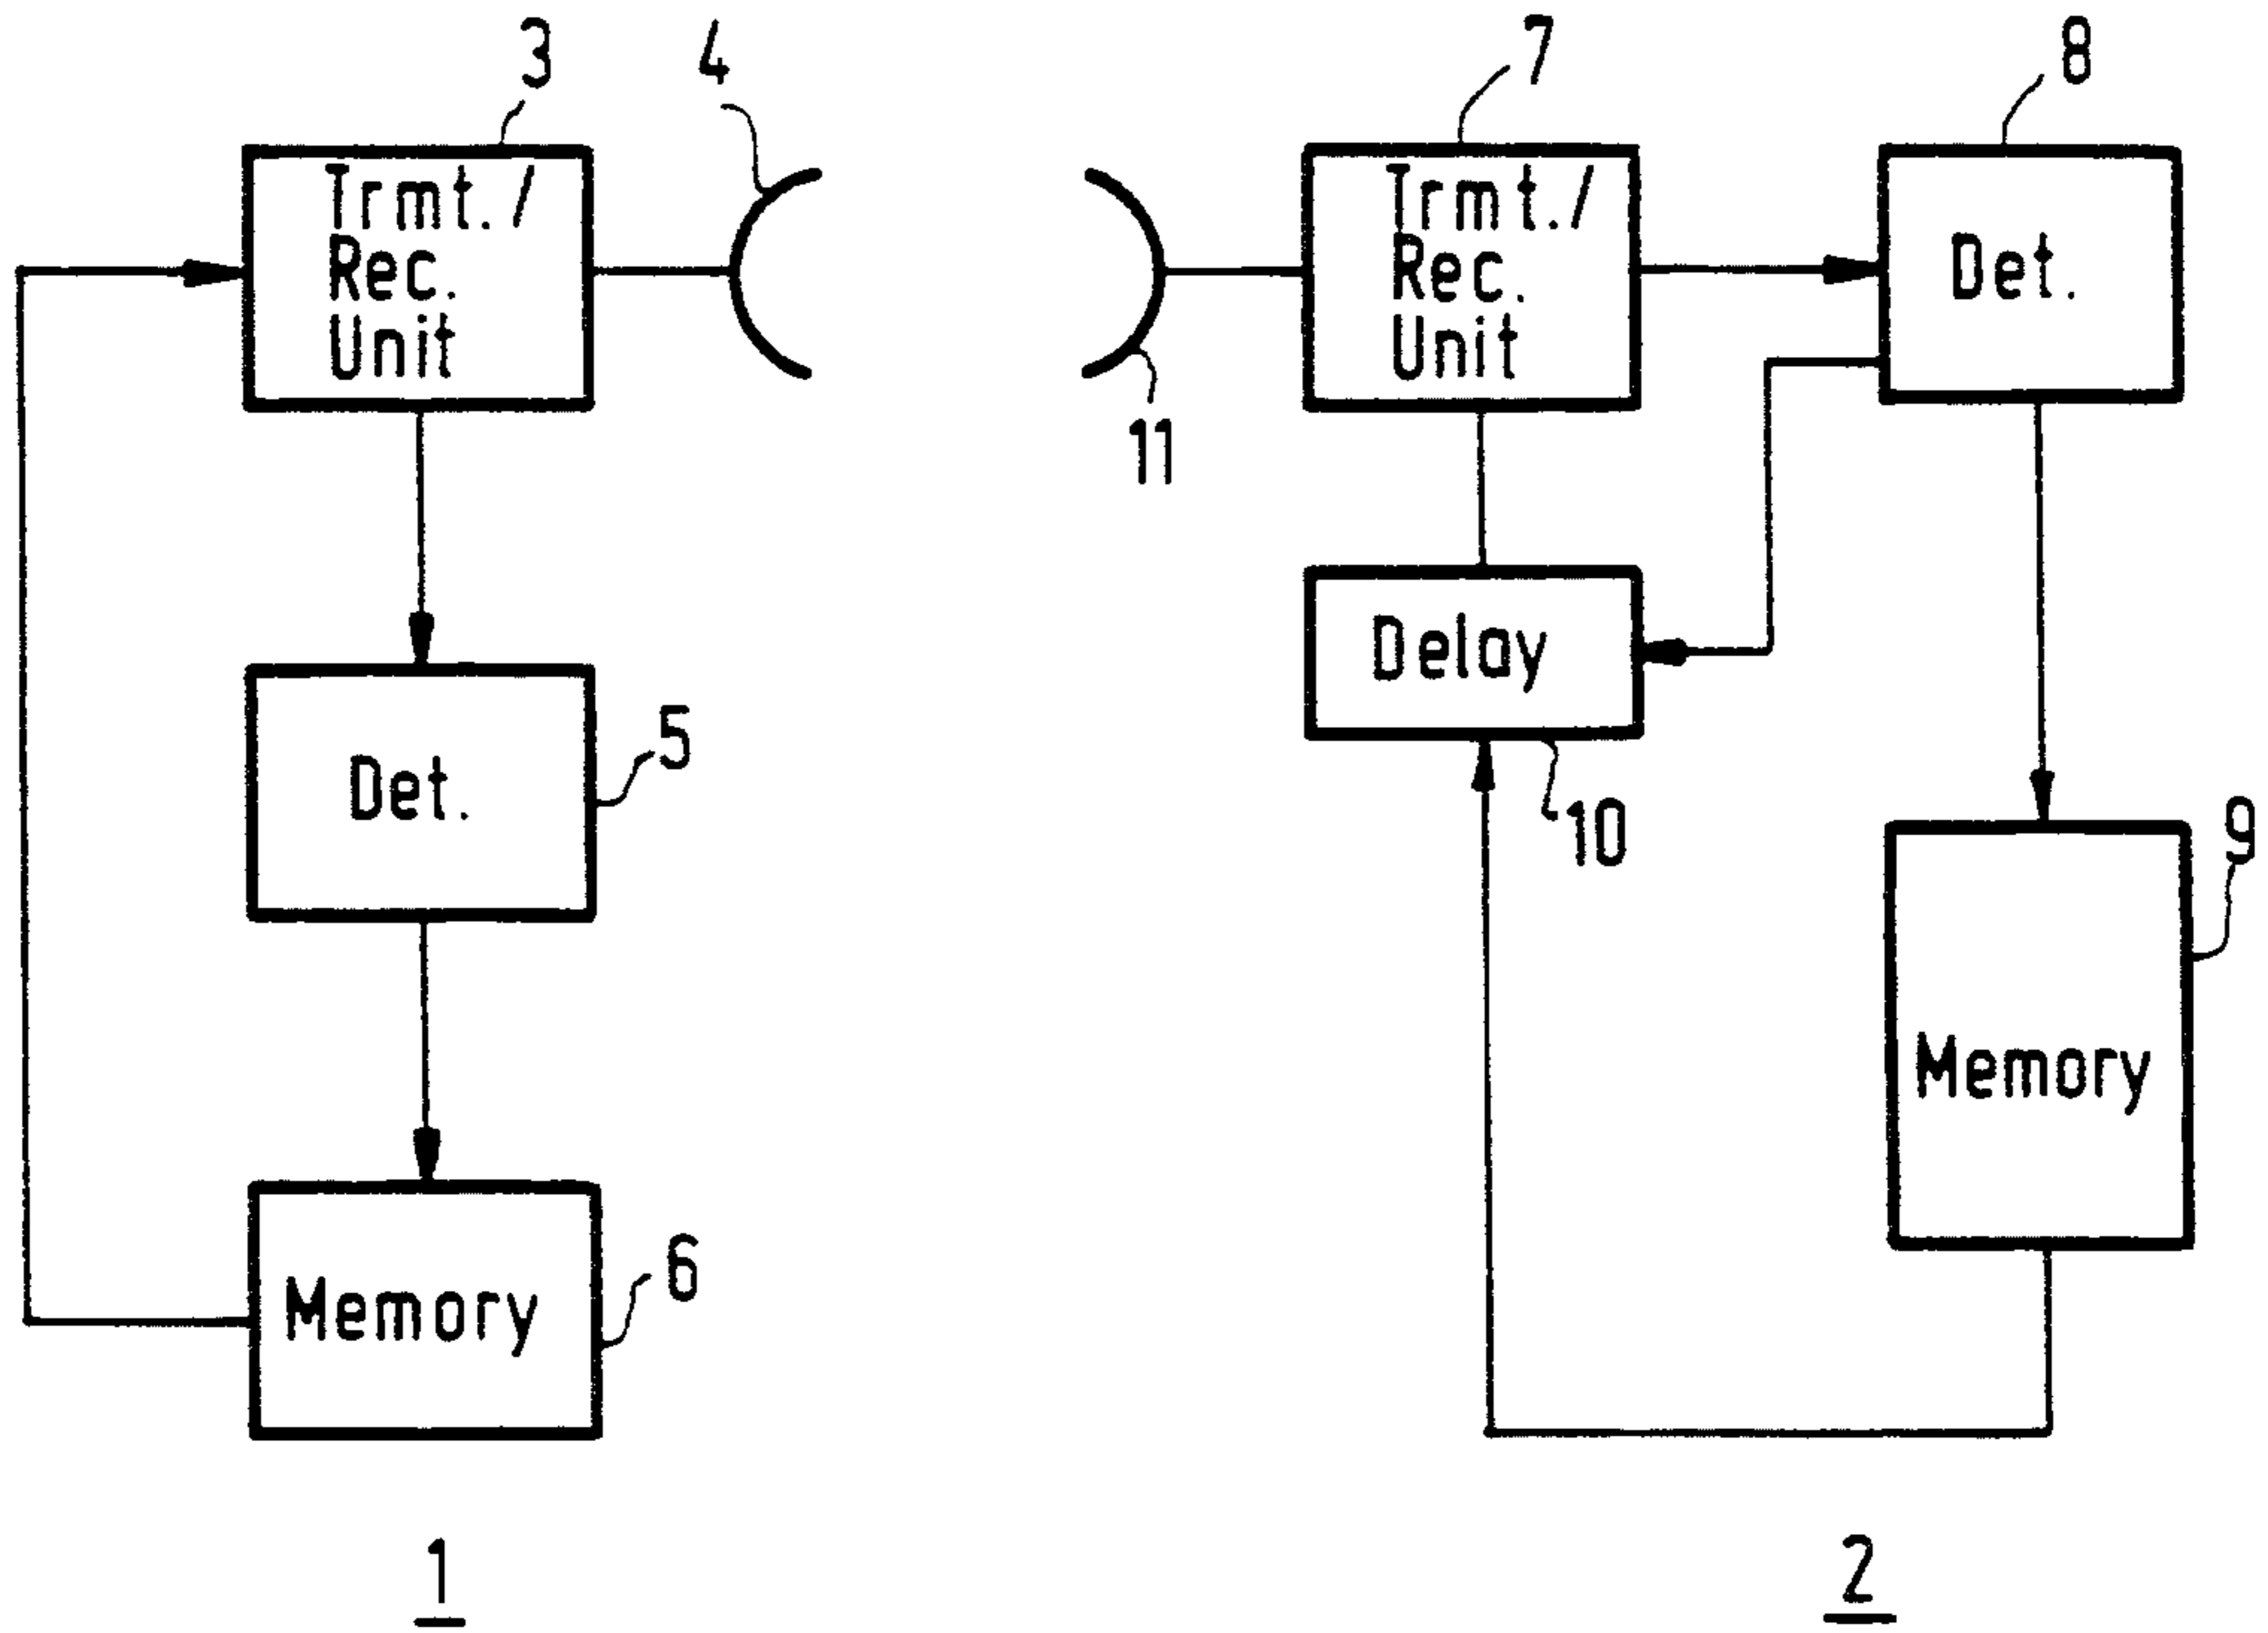 3
4
7
8
Trmt./
Rec.
Unit
Trmt./
Rec.
Unit
Det.
11
Delay
5
Det.
10
9
Memory
6
Memory
1
2